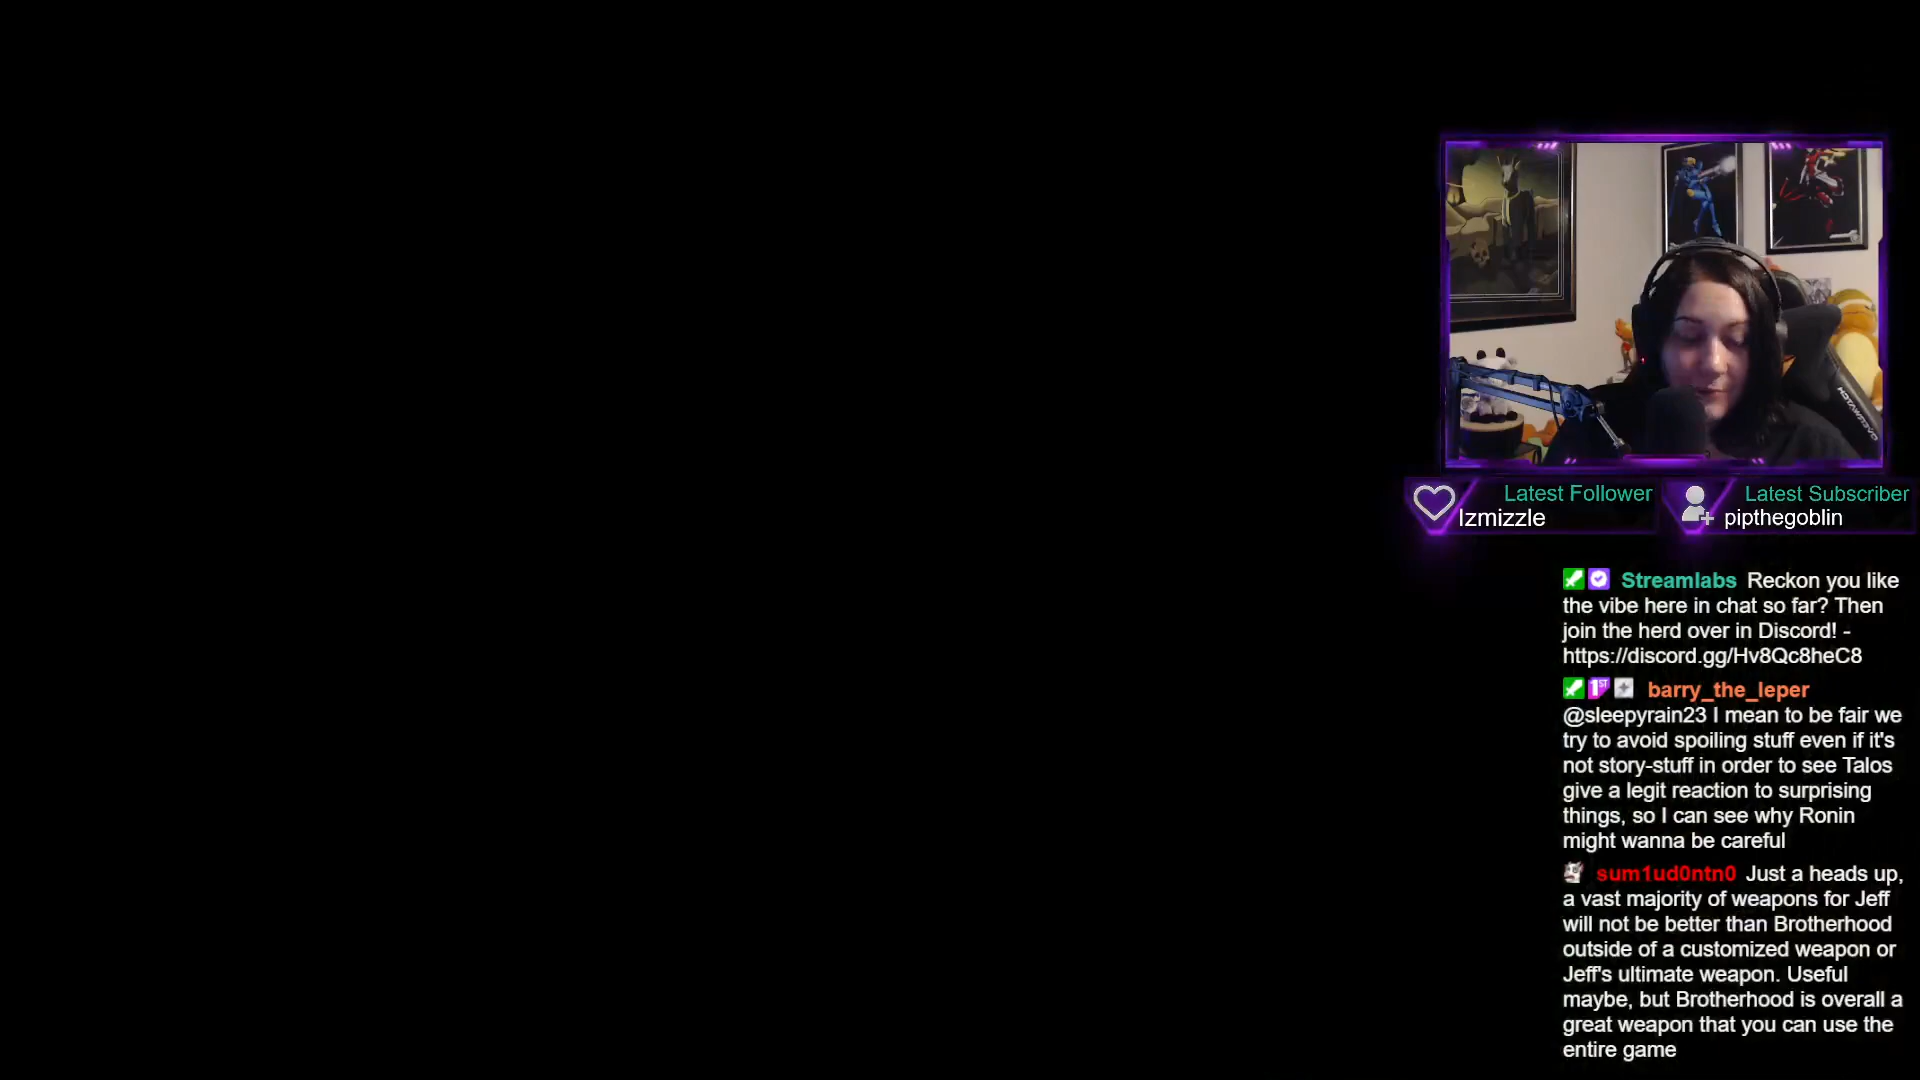 Latest Follower
Izmizzle
Latest Subscriber
pipthegoblin
Streamlabs Reckon you like
the vibe here in chat so far? Then
join the herd over in Discord! -
https://discord.gg/Hv8Qc8heC8
1ST barry_the_leper
@sleepyrain23 I mean to be fair we
try to avoid spoiling stuff even if it's
not story-stuff in order to see Talos
give a legit reaction to surprising
things, so I can see why Ronin
might wanna be careful
sum1ud0ntn0 Just a heads up,
a vast majority of weapons for Jeff
will not be better than Brotherhood
outside of a customized weapon or
Jeff's ultimate weapon. Useful
maybe, but Brotherhood is overall a
great weapon that you can use the
entire game